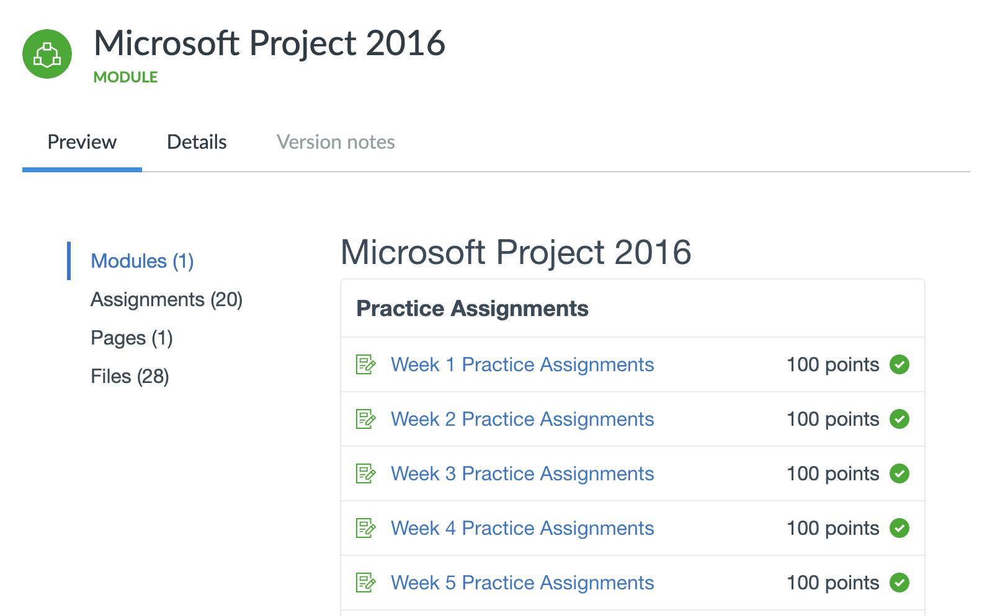 Microsoft Project 2016
MODULE
Preview
Details
Version notes
Modules (1)
Assignments (20)
Pages (1)
Files (28)
Microsoft Project 2016
Practice Assignments
Week 1 Practice Assignments 100 points
Week 2 Practice Assignments 100 points
Week 3 Practice Assignments 100 points
Week 4 Practice Assignments 100 points
Week 5 Practice Assignments 100 points